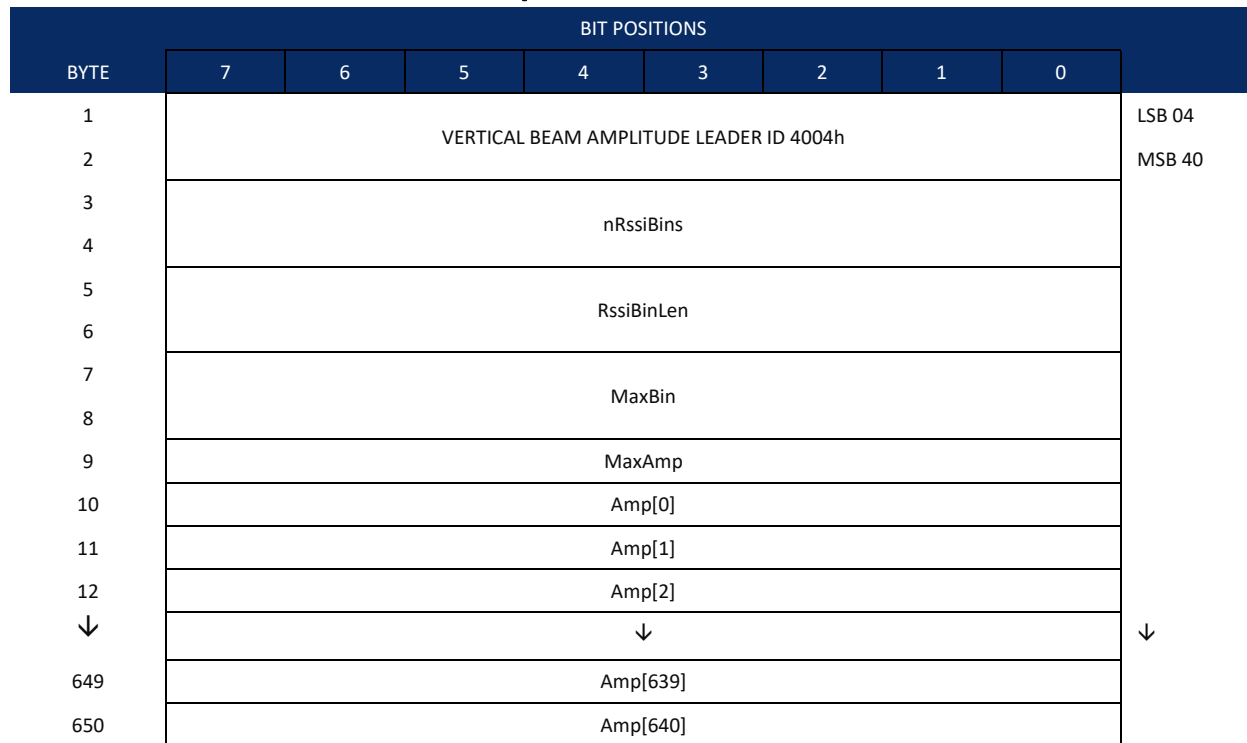 BIT POSITIONS
BYTE 7 6 5 4 3 2 1 0
1 LSB 04
VERTICAL BEAM AMPLITUDE LEADER ID 4004h
2 MSB 40
3
nRssiBins
4
5
RssiBinLen
6
7
MaxBin
8
9 MaxAmp
10 Amp[0]
11 Amp[1]
12 Amp[2]
↓ ↓ ↓
649 Amp[639]
650 Amp[640]